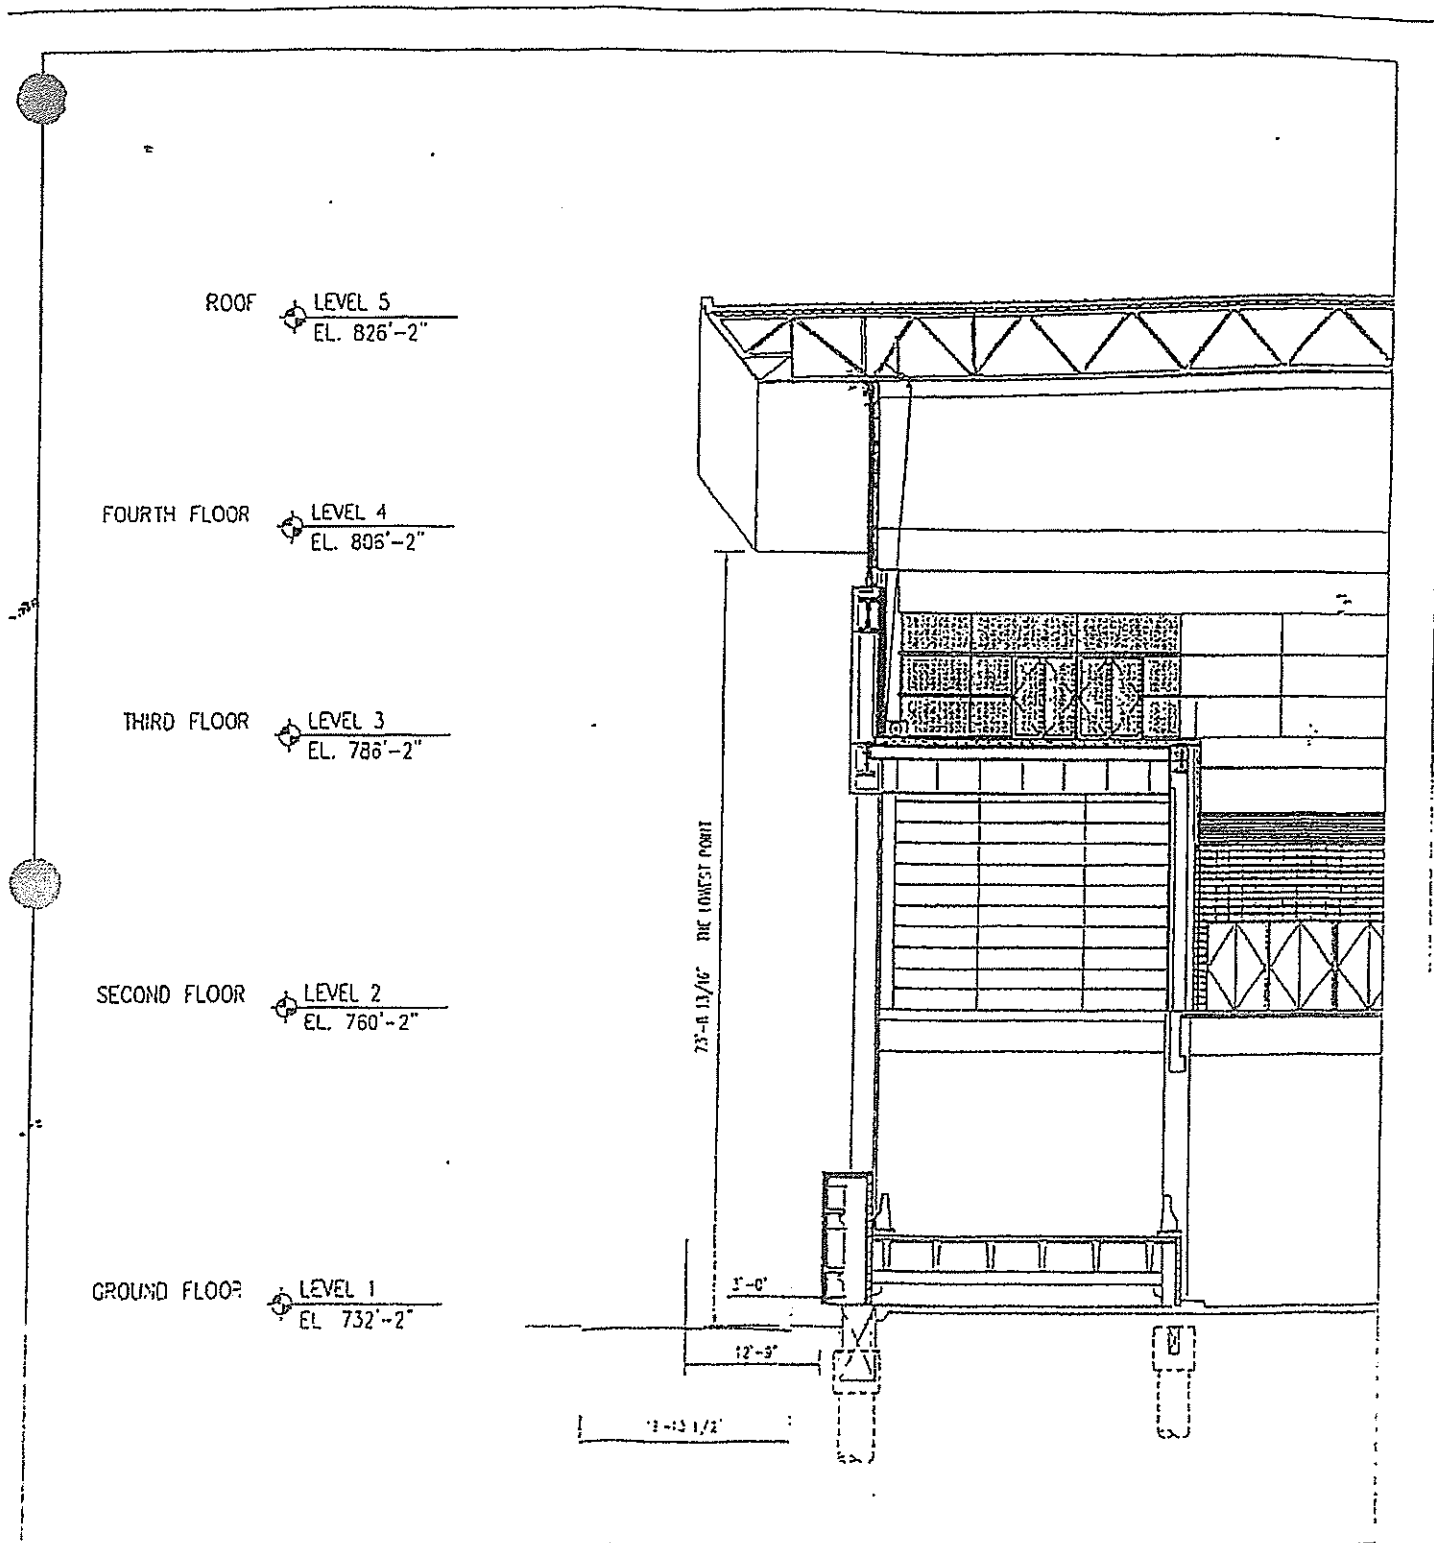 ROOF LEVEL 5
EL. 826'-2"
FOURTH FLOOR LEVEL 4
EL. 806'-2"
THIRD FLOOR LEVEL 3
EL. 786'-2"
THE LOWEST POINT
SECOND FLOOR LEVEL 2
EL. 760'-2"
GROUND FLOOR LEVEL 1
EL 732'-2"
3'-0"
12'-9"